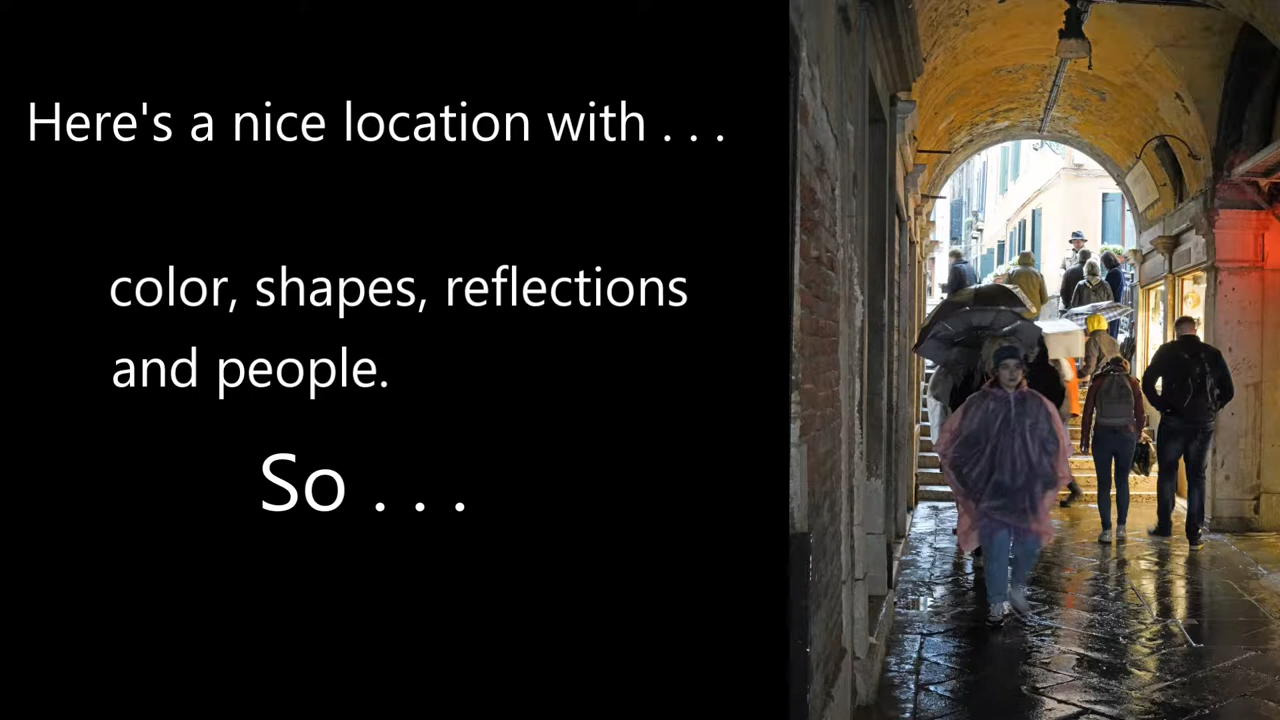 Here's a nice location with . . .
color, shapes, reflections
and people.
So . . .